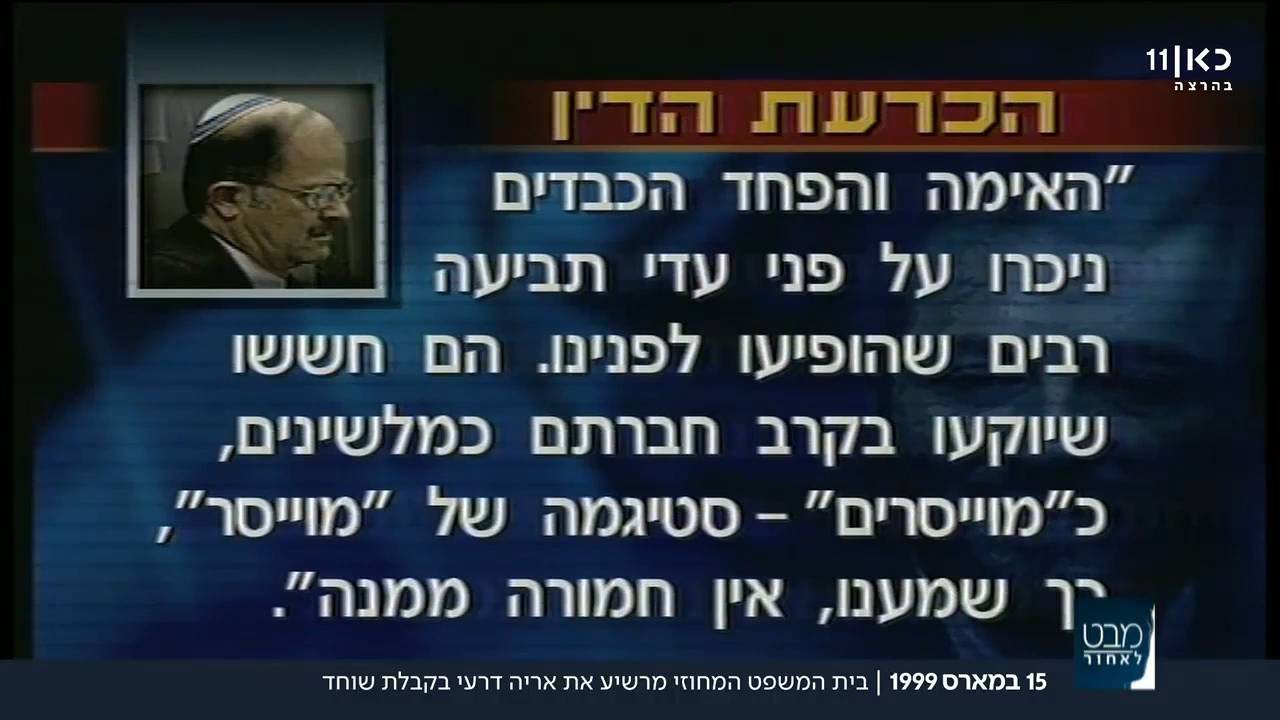 כאן 11
בהרצה
הכרעת הדין
"האימה והפחד הכבדים
ניכרו על פני עדי תביעה
רבים שהופיעו לפנינו. הם חששו
שיוקעו בקרב חברתם כמלשינים,
כ"מוייסרים" – סטיגמה של "מוייסר",
כך שמענו, אין חמורה ממנה".
מבט
לאחור
15 במארס 1999 | בית המשפט המחוזי מרשיע את אריה דרעי בקבלת שוחד